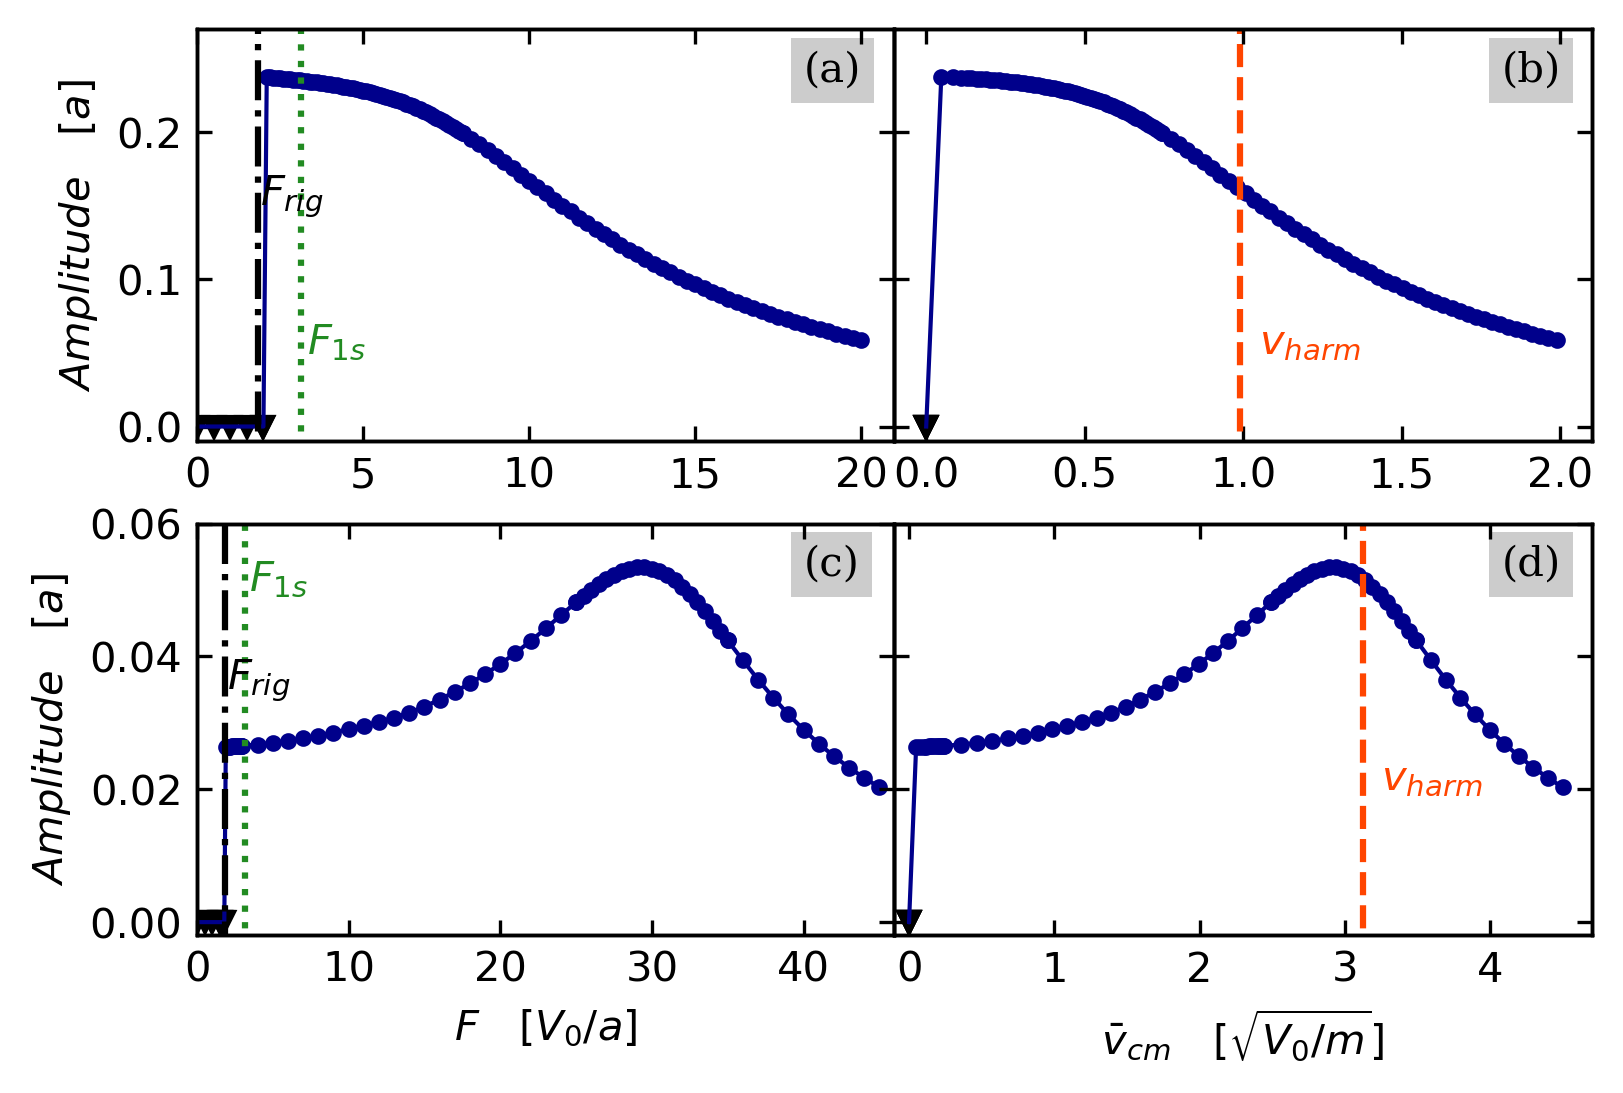 Amplitude [a]
0.2
0.1
0.0
F_rig
F_1s
(a)
0 5 10 15 20
(b)
v_harm
0.0 0.5 1.0 1.5 2.0
Amplitude [a]
0.06
0.04
0.02
0.00
F_1s
F_rig
(c)
0 10 20 30 40
F [V_0/a]
(d)
v_harm
0 1 2 3 4
v̄_cm [√V_0/m]